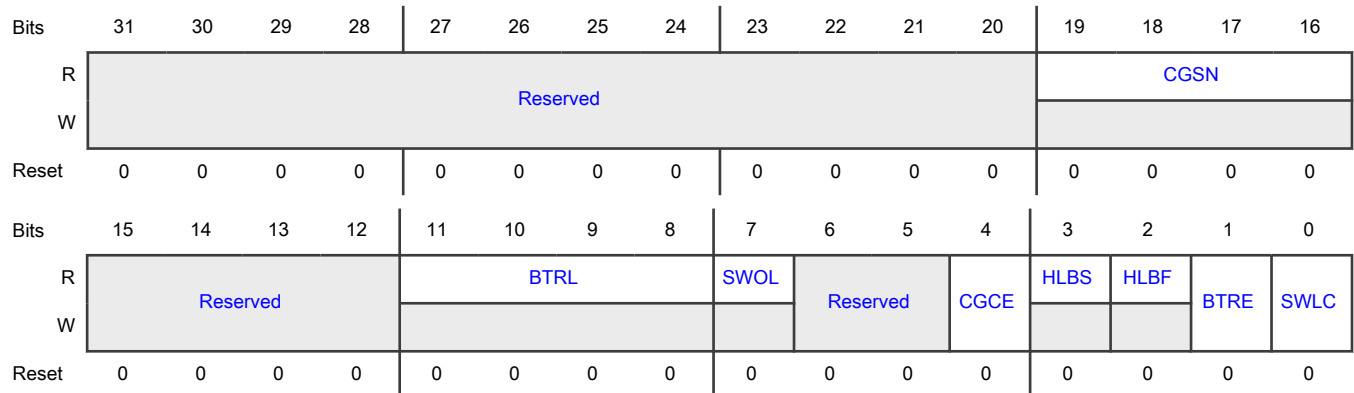 Bits 31 30 29 28 27 26 25 24 23 22 21 20 19 18 17 16
R Reserved CGSN
W
Reset 0 0 0 0 0 0 0 0 0 0 0 0 0 0 0 0
Bits 15 14 13 12 11 10 9 8 7 6 5 4 3 2 1 0
R Reserved BTRL SWOL Reserved CGCE HLBS HLBF BTRE SWLC
W
Reset 0 0 0 0 0 0 0 0 0 0 0 0 0 0 0 0